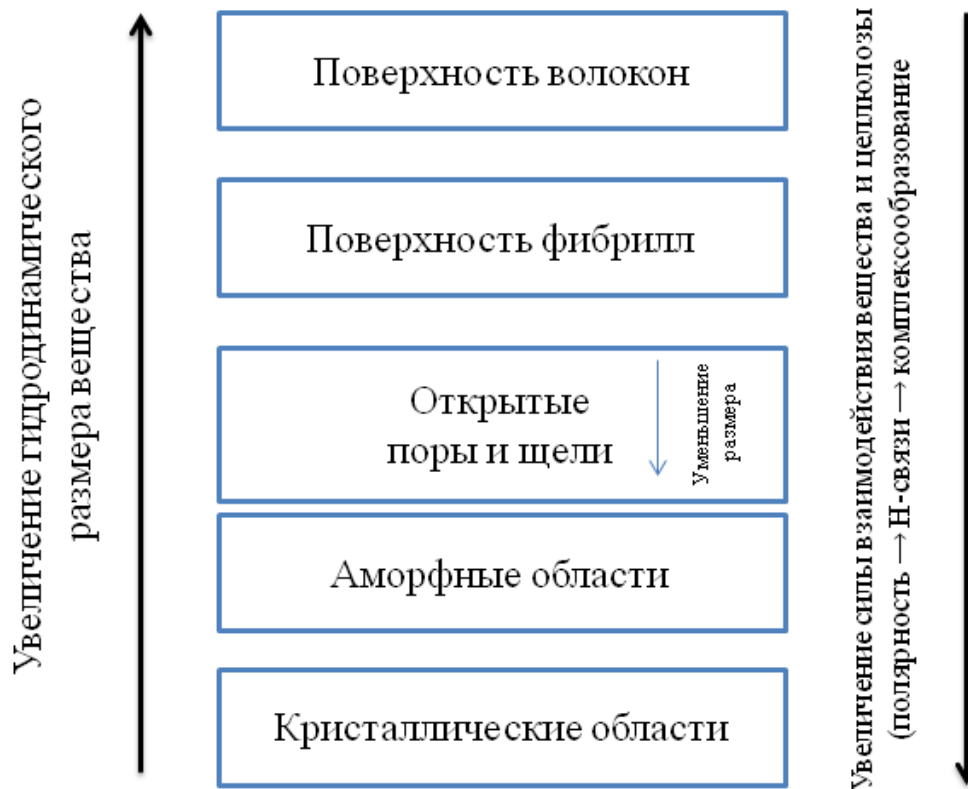 Увеличение гидродинамического
размера вещества
Поверхность волокон
Поверхность фибрилл
Открытые
поры и щели
Уменьшение
размера
Аморфные области
Кристаллические области
Увеличение силы взаимодействия вещества и целлюлозы
(полярность → Н-связи → комплексообразование